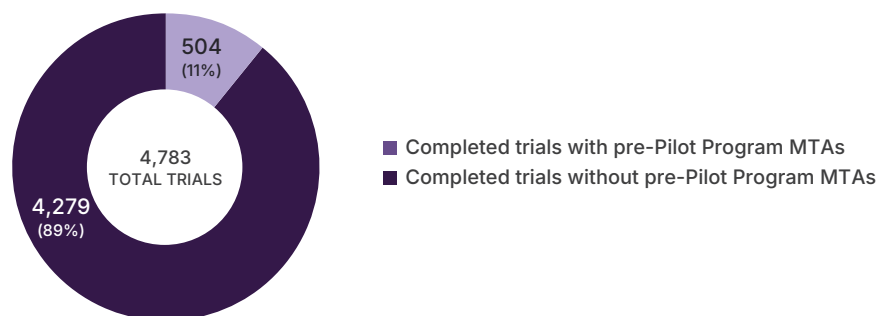 504
(11%)
4,783
TOTAL TRIALS
4,279
(89%)
Completed trials with pre-Pilot Program MTAs
Completed trials without pre-Pilot Program MTAs